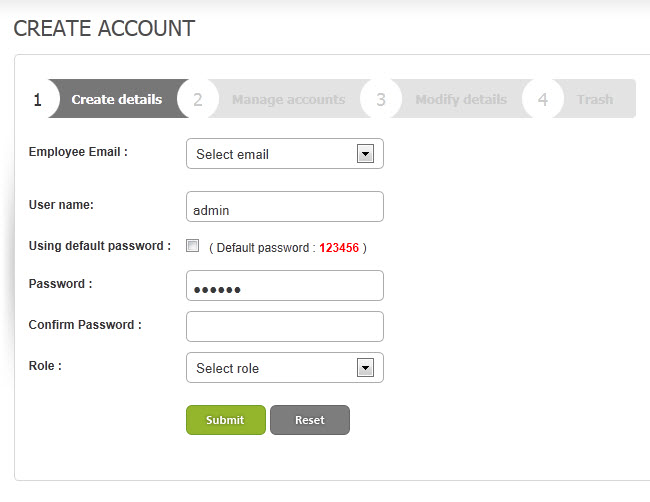 CREATE ACCOUNT
1 Create details 2 Manage accounts 3 Modify details 4 Trash
Employee Email : Select email
User name: admin
Using default password : ( Default password : 123456 )
Password : ●●●●●●
Confirm Password :
Role : Select role
Submit Reset